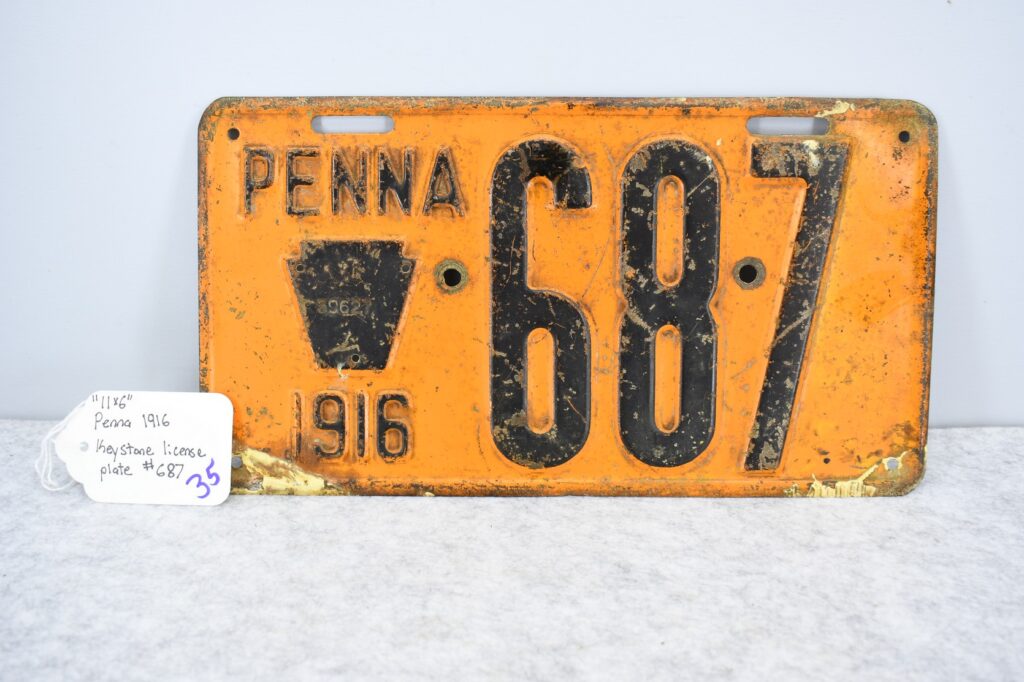 PENNA
687
1916
"11x6"
Penna 1916
Keystone license
plate #687
35